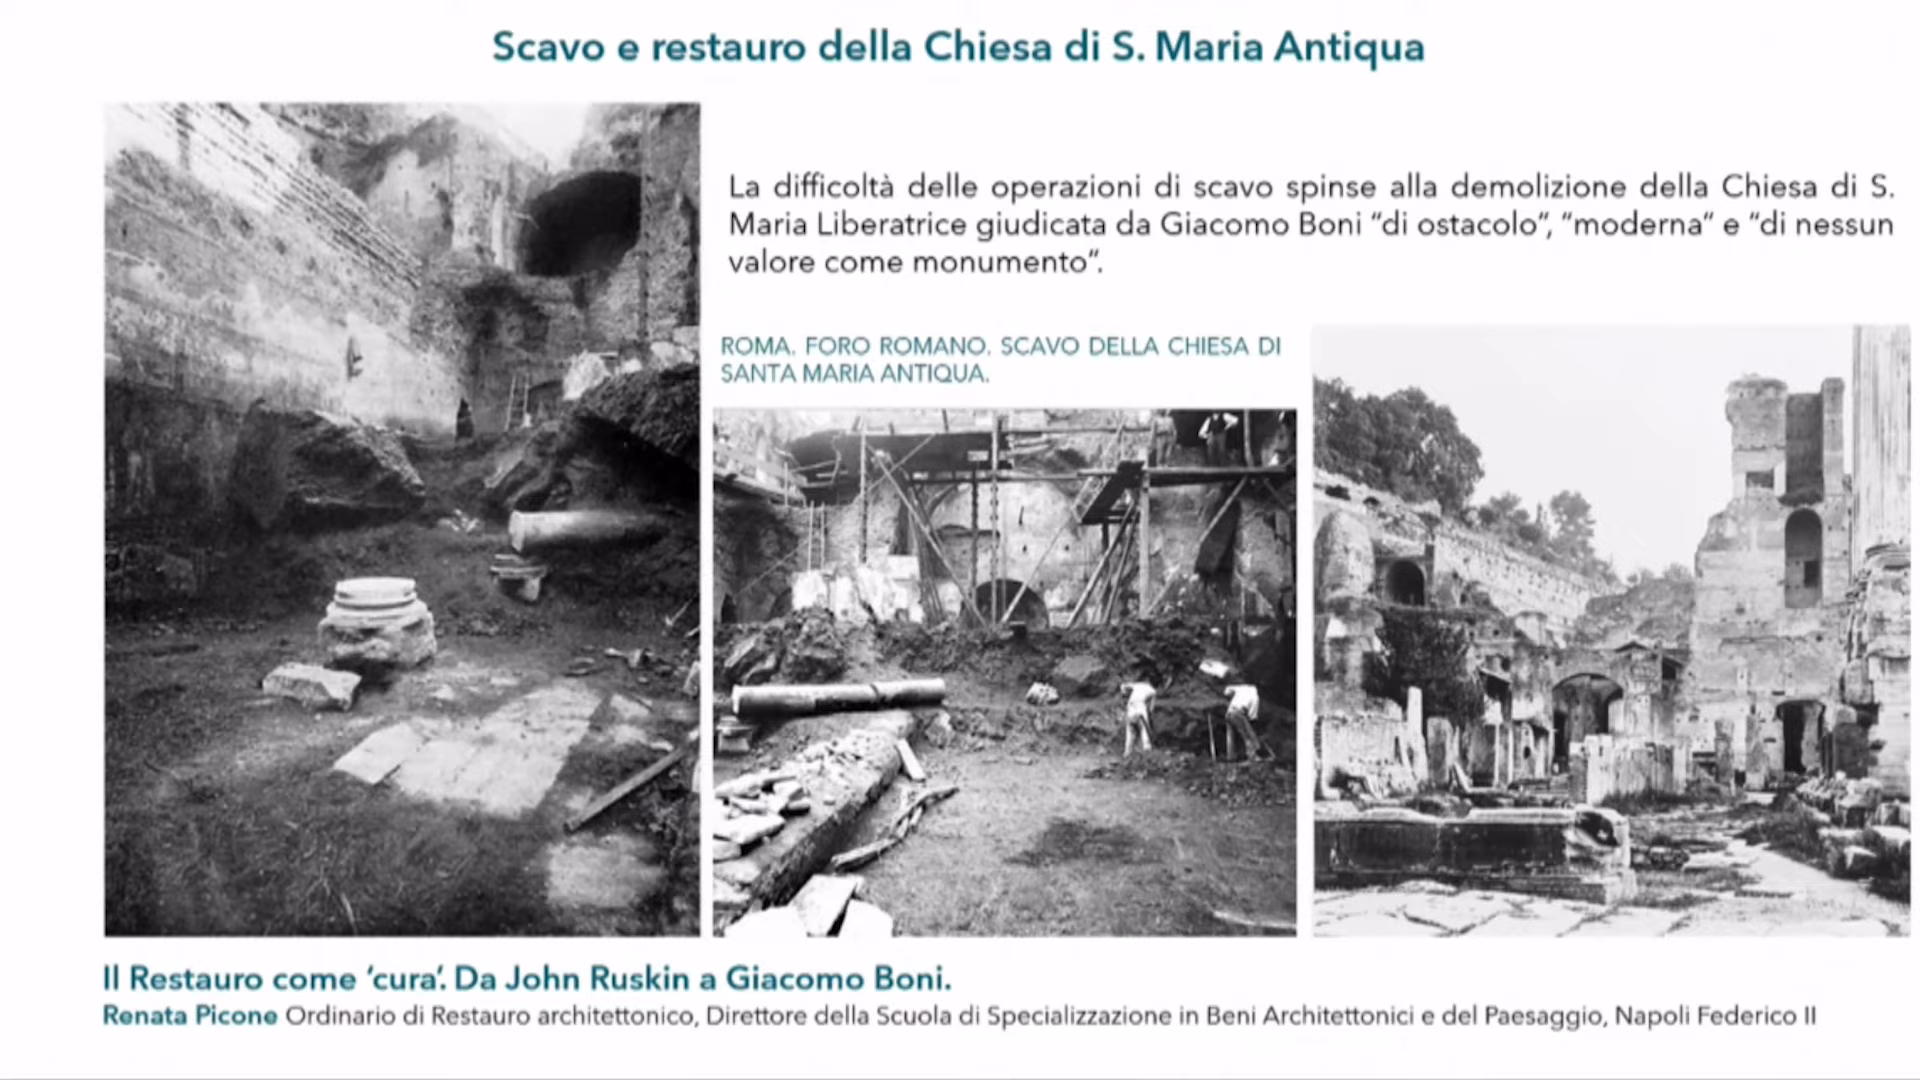 Scavo e restauro della Chiesa di S. Maria Antiqua
La difficoltà delle operazioni di scavo spinse alla demolizione della Chiesa di S.
Maria Liberatrice giudicata da Giacomo Boni “di ostacolo”, “moderna” e “di nessun
valore come monumento”.
ROMA. FORO ROMANO. SCAVO DELLA CHIESA DI
SANTA MARIA ANTIQUA.
Il Restauro come ‘cura’. Da John Ruskin a Giacomo Boni.
Renata Picone Ordinario di Restauro architettonico, Direttore della Scuola di Specializzazione in Beni Architettonici e del Paesaggio, Napoli Federico II